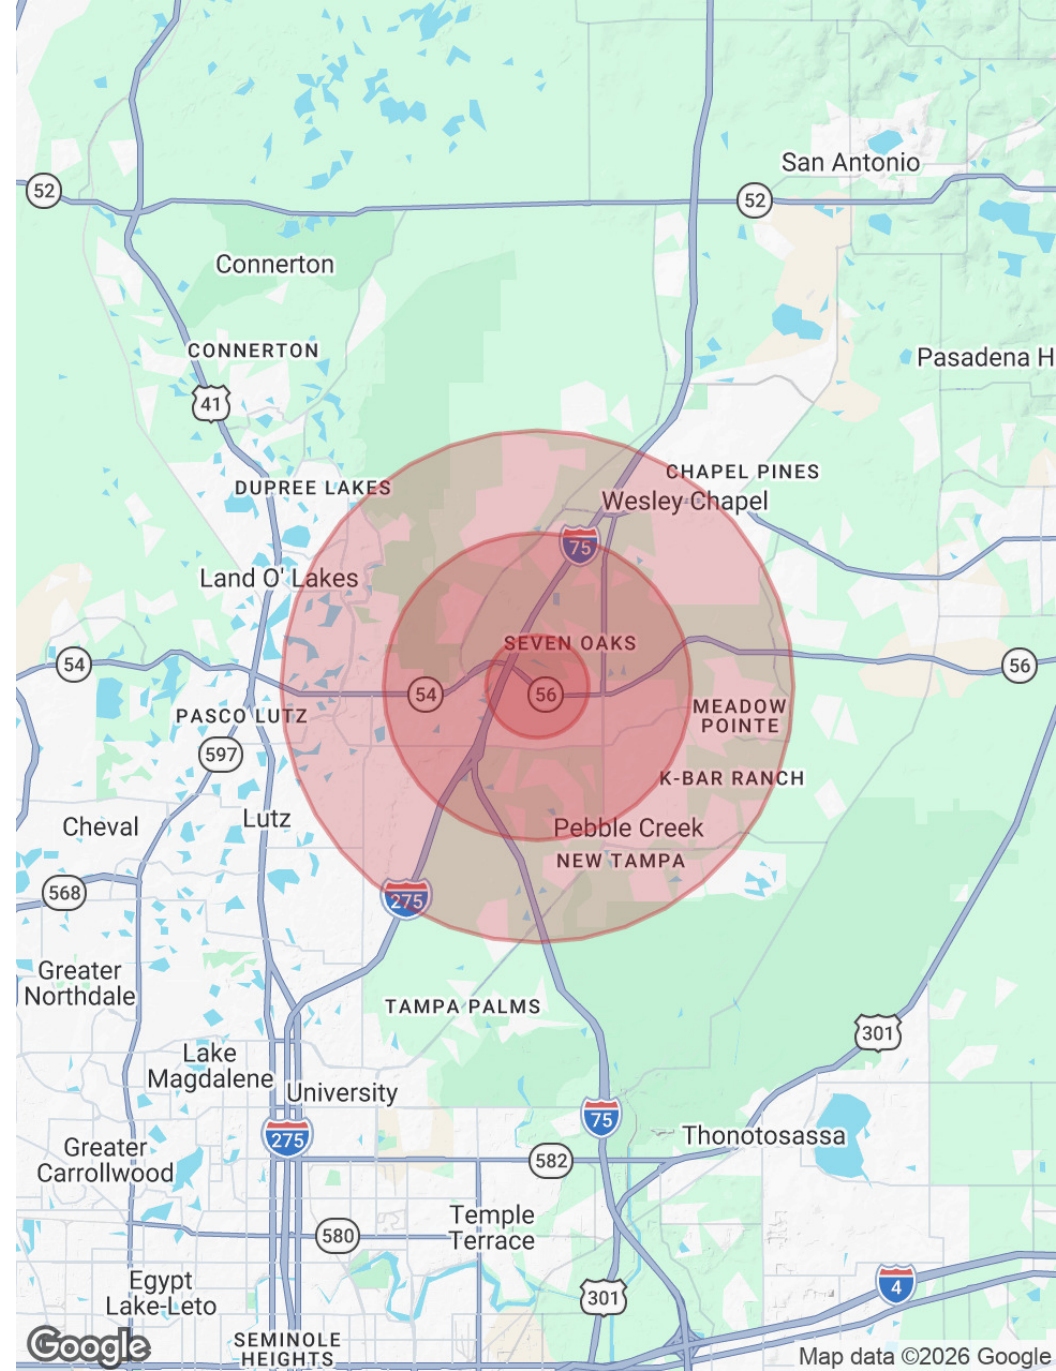 San Antonio
52
52
Connerton
CONNERTON
Pasadena H
41
CHAPEL PINES
DUPREE LAKES
Wesley Chapel
75
Land O' Lakes
SEVEN OAKS
54
56
54
56
MEADOW
POINTE
PASCO LUTZ
597
K-BAR RANCH
Lutz
Cheval
Pebble Creek
NEW TAMPA
568
275
Greater
Northdale
TAMPA PALMS
301
Lake
Magdalene
University
75
275
Thonotosassa
Greater
Carrollwood
582
Temple
Terrace
580
Egypt
Lake-Leto
301
4
SEMINOLE
HEIGHTS
Google
Map data ©2026 Google